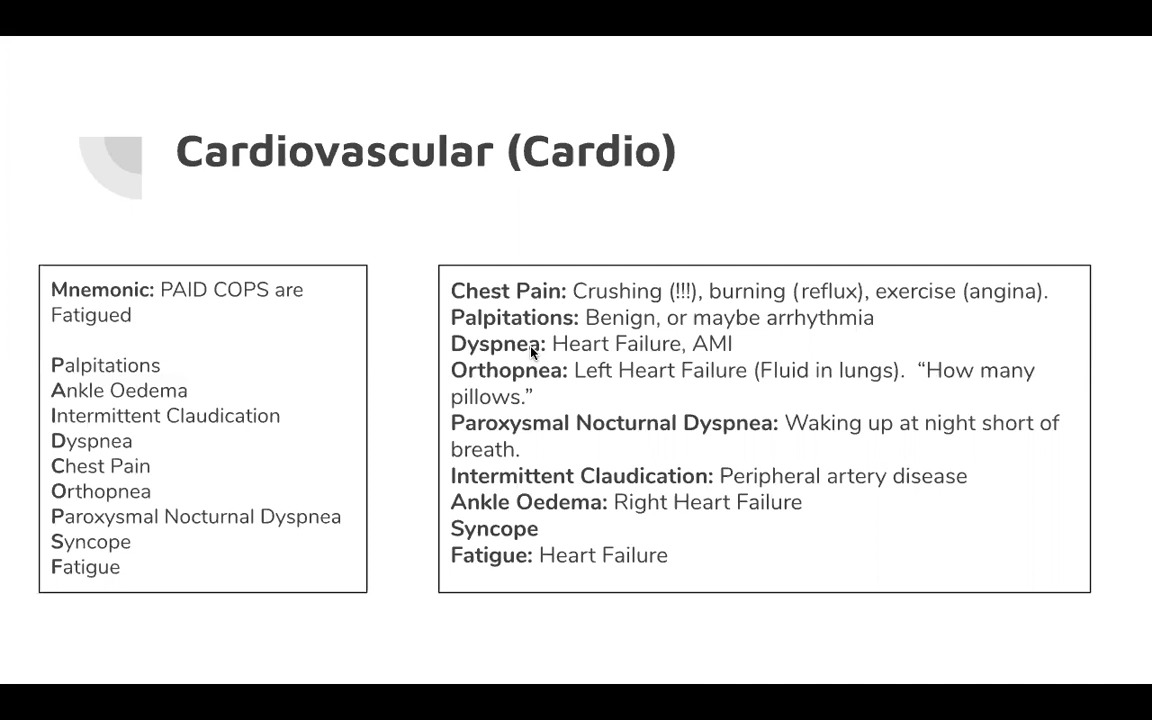 Cardiovascular (Cardio)
Mnemonic: PAID COPS are
Fatigued
Palpitations
Ankle Oedema
Intermittent Claudication
Dyspnea
Chest Pain
Orthopnea
Paroxysmal Nocturnal Dyspnea
Syncope
Fatigue
Chest Pain: Crushing (!!!), burning (reflux), exercise (angina).
Palpitations: Benign, or maybe arrhythmia
Dyspnea: Heart Failure, AMI
Orthopnea: Left Heart Failure (Fluid in lungs). “How many
pillows.”
Paroxysmal Nocturnal Dyspnea: Waking up at night short of
breath.
Intermittent Claudication: Peripheral artery disease
Ankle Oedema: Right Heart Failure
Syncope
Fatigue: Heart Failure